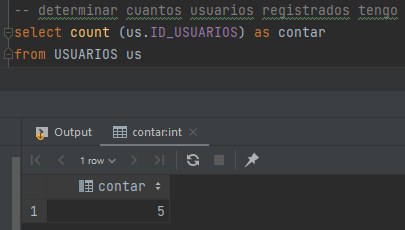 -- determinar cuantos usuarios registrados tengo
select count (us.ID_USUARIOS) as contar
from USUARIOS us
Output
contar:int
1 row
contar
1 5